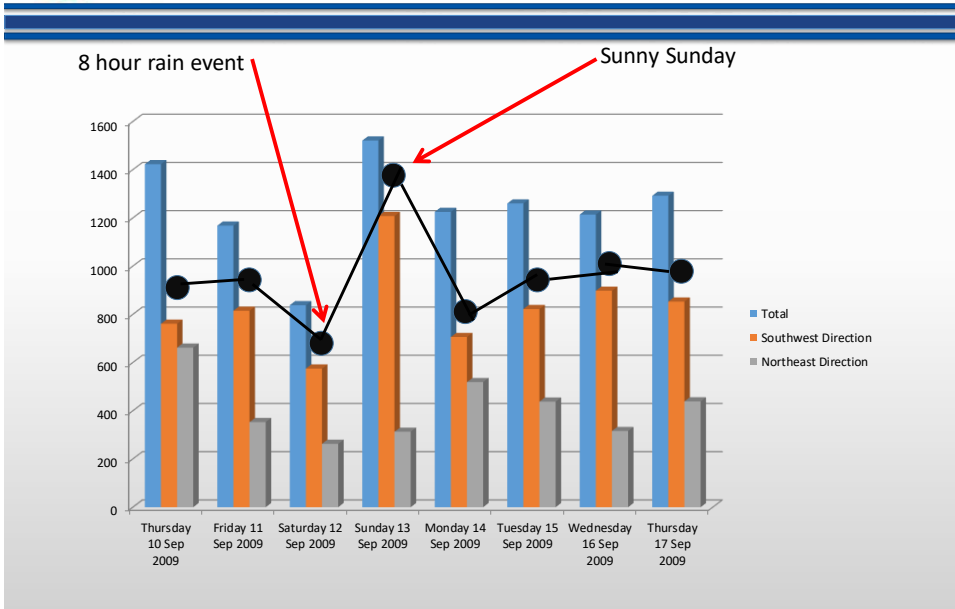 8 hour rain event
Sunny Sunday
1600
1400
1200
1000
800
600
400
200
0
Thursday
10 Sep
2009
Friday 11
Sep 2009
Saturday 12
Sep 2009
Sunday 13
Sep 2009
Monday 14
Sep 2009
Tuesday 15
Sep 2009
Wednesday
16 Sep
2009
Thursday
17 Sep
2009
Total
Southwest Direction
Northeast Direction